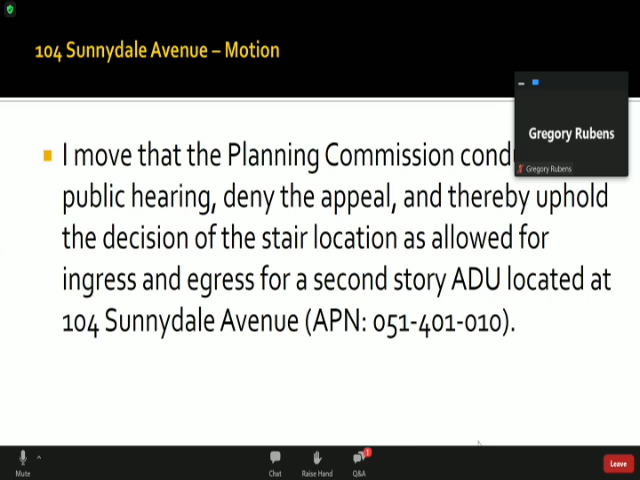 104 Sunnydale Avenue – Motion
Gregory Rubens
Gregory Rubens
I move that the Planning Commission
public hearing, deny the appeal, and thereby uphold
the decision of the stair location as allowed for
ingress and egress for a second story ADU located at
104 Sunnydale Avenue (APN: 051-401-010).
Mute
Chat
Raise Hand
Q&A
1
Leave